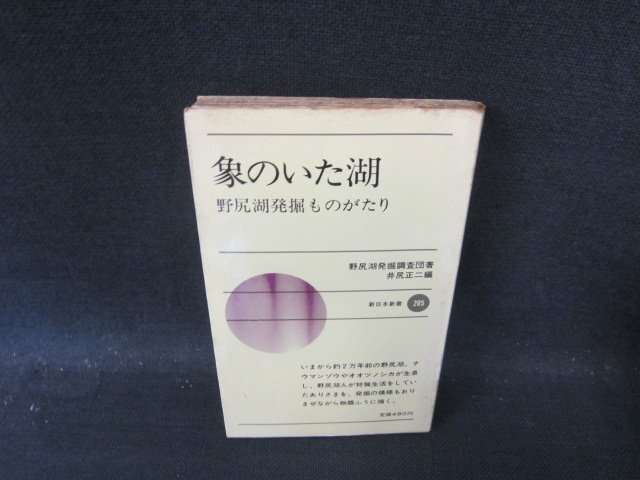 象のいた湖
野尻湖発掘ものがたり
野尻湖発掘調査団著
井尻正二編
新日本新書 205
いまから約2万年前の野尻湖。ナ
ウマンゾウやオオツノシカが生息
し、野尻湖人が狩猟生活をしてい
たありさまを、発掘の模様もおり
まぜながら物語ふうに描く。
定価480円